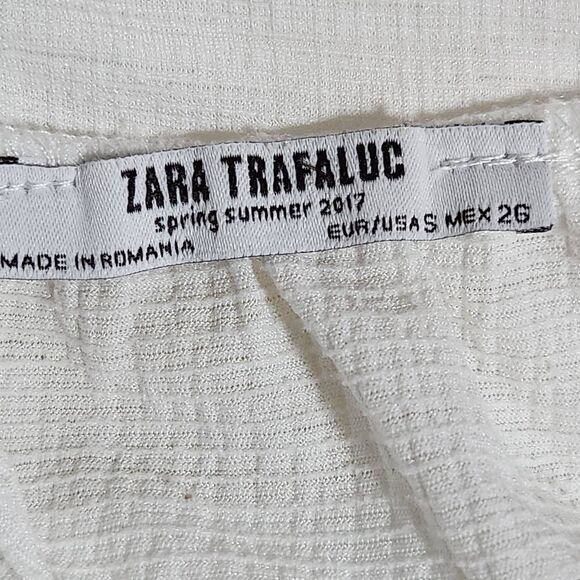 ZARA TRAFALUC
spring summer 2017
EUR/USA S MEX 26
MADE IN ROMANIA